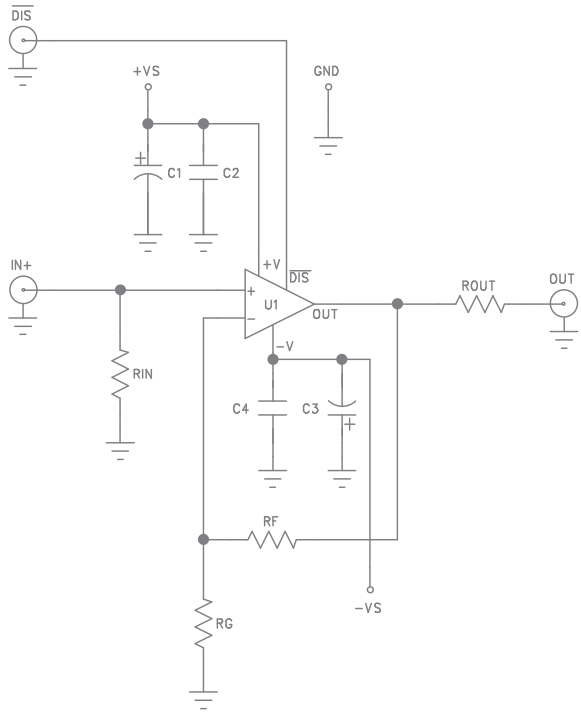 DIS
+VS
GND
+
C1
C2
IN+
+V
DIS
+
U1
−
OUT
ROUT
OUT
−V
RIN
C4
C3
+
RF
−VS
RG